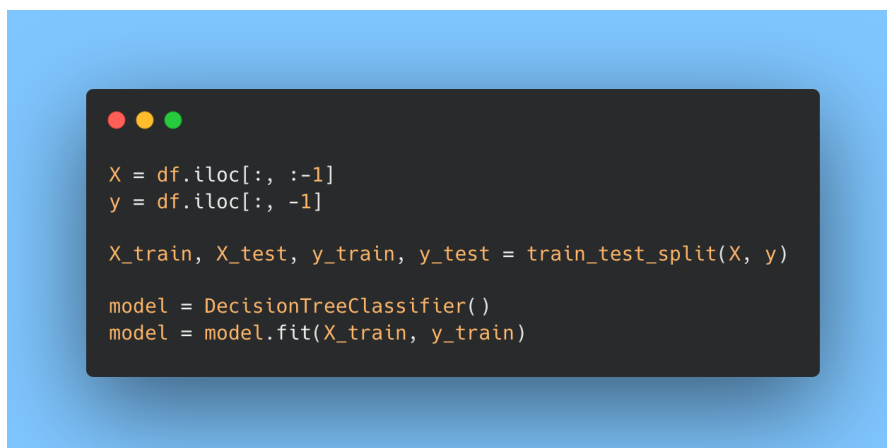 X = df.iloc[:, :-1]
y = df.iloc[:, -1]
X_train, X_test, y_train, y_test = train_test_split(X, y)
model = DecisionTreeClassifier()
model = model.fit(X_train, y_train)